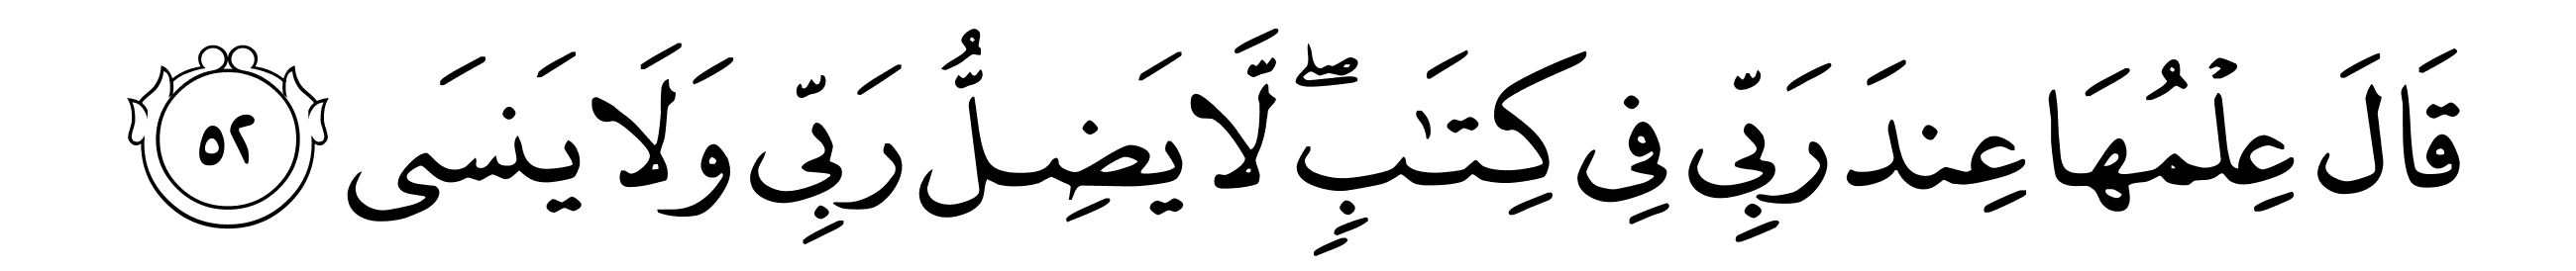 قَالَ عِلْمُهَا عِندَ رَبِّى فِى كِتَـٰبٍۢ ۖ لَّا يَضِلُّ رَبِّى وَلَا يَنسَى ٥٢